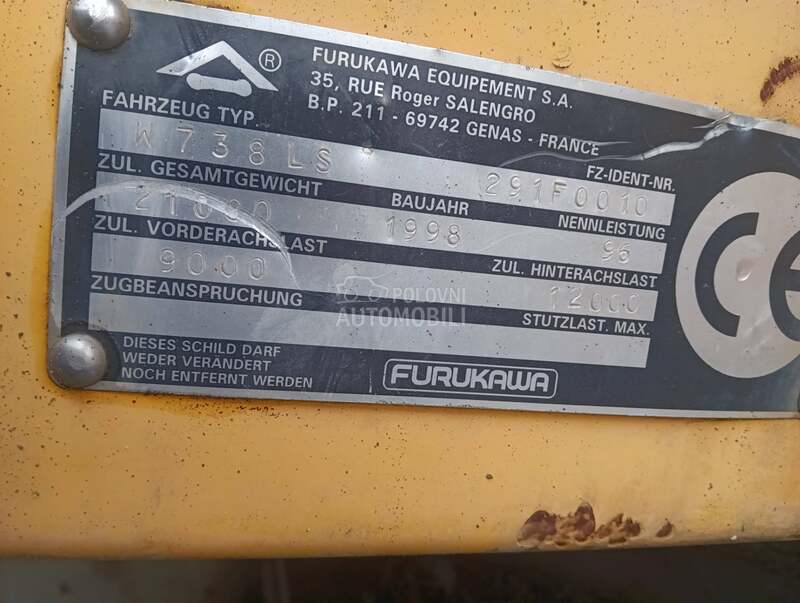 ®
FURUKAWA EQUIPEMENT S.A.
35, RUE Roger SALENGRO
B.P. 211 - 69742 GENAS - FRANCE
FAHRZEUG TYP.
FZ-IDENT-NR.
W738LS
291F0010
ZUL. GESAMTGEWICHT
BAUJAHR
NENNLEISTUNG
21000
1998
96
ZUL. VORDERACHSLAST
ZUL. HINTERACHSLAST
9000
12000
ZUGBEANSPRUCHUNG
STUTZLAST. MAX.
POLOVNI
AUTOMOBILI
DIESES SCHILD DARF
WEDER VERÄNDERT
NOCH ENTFERNT WERDEN
FURUKAWA
CE